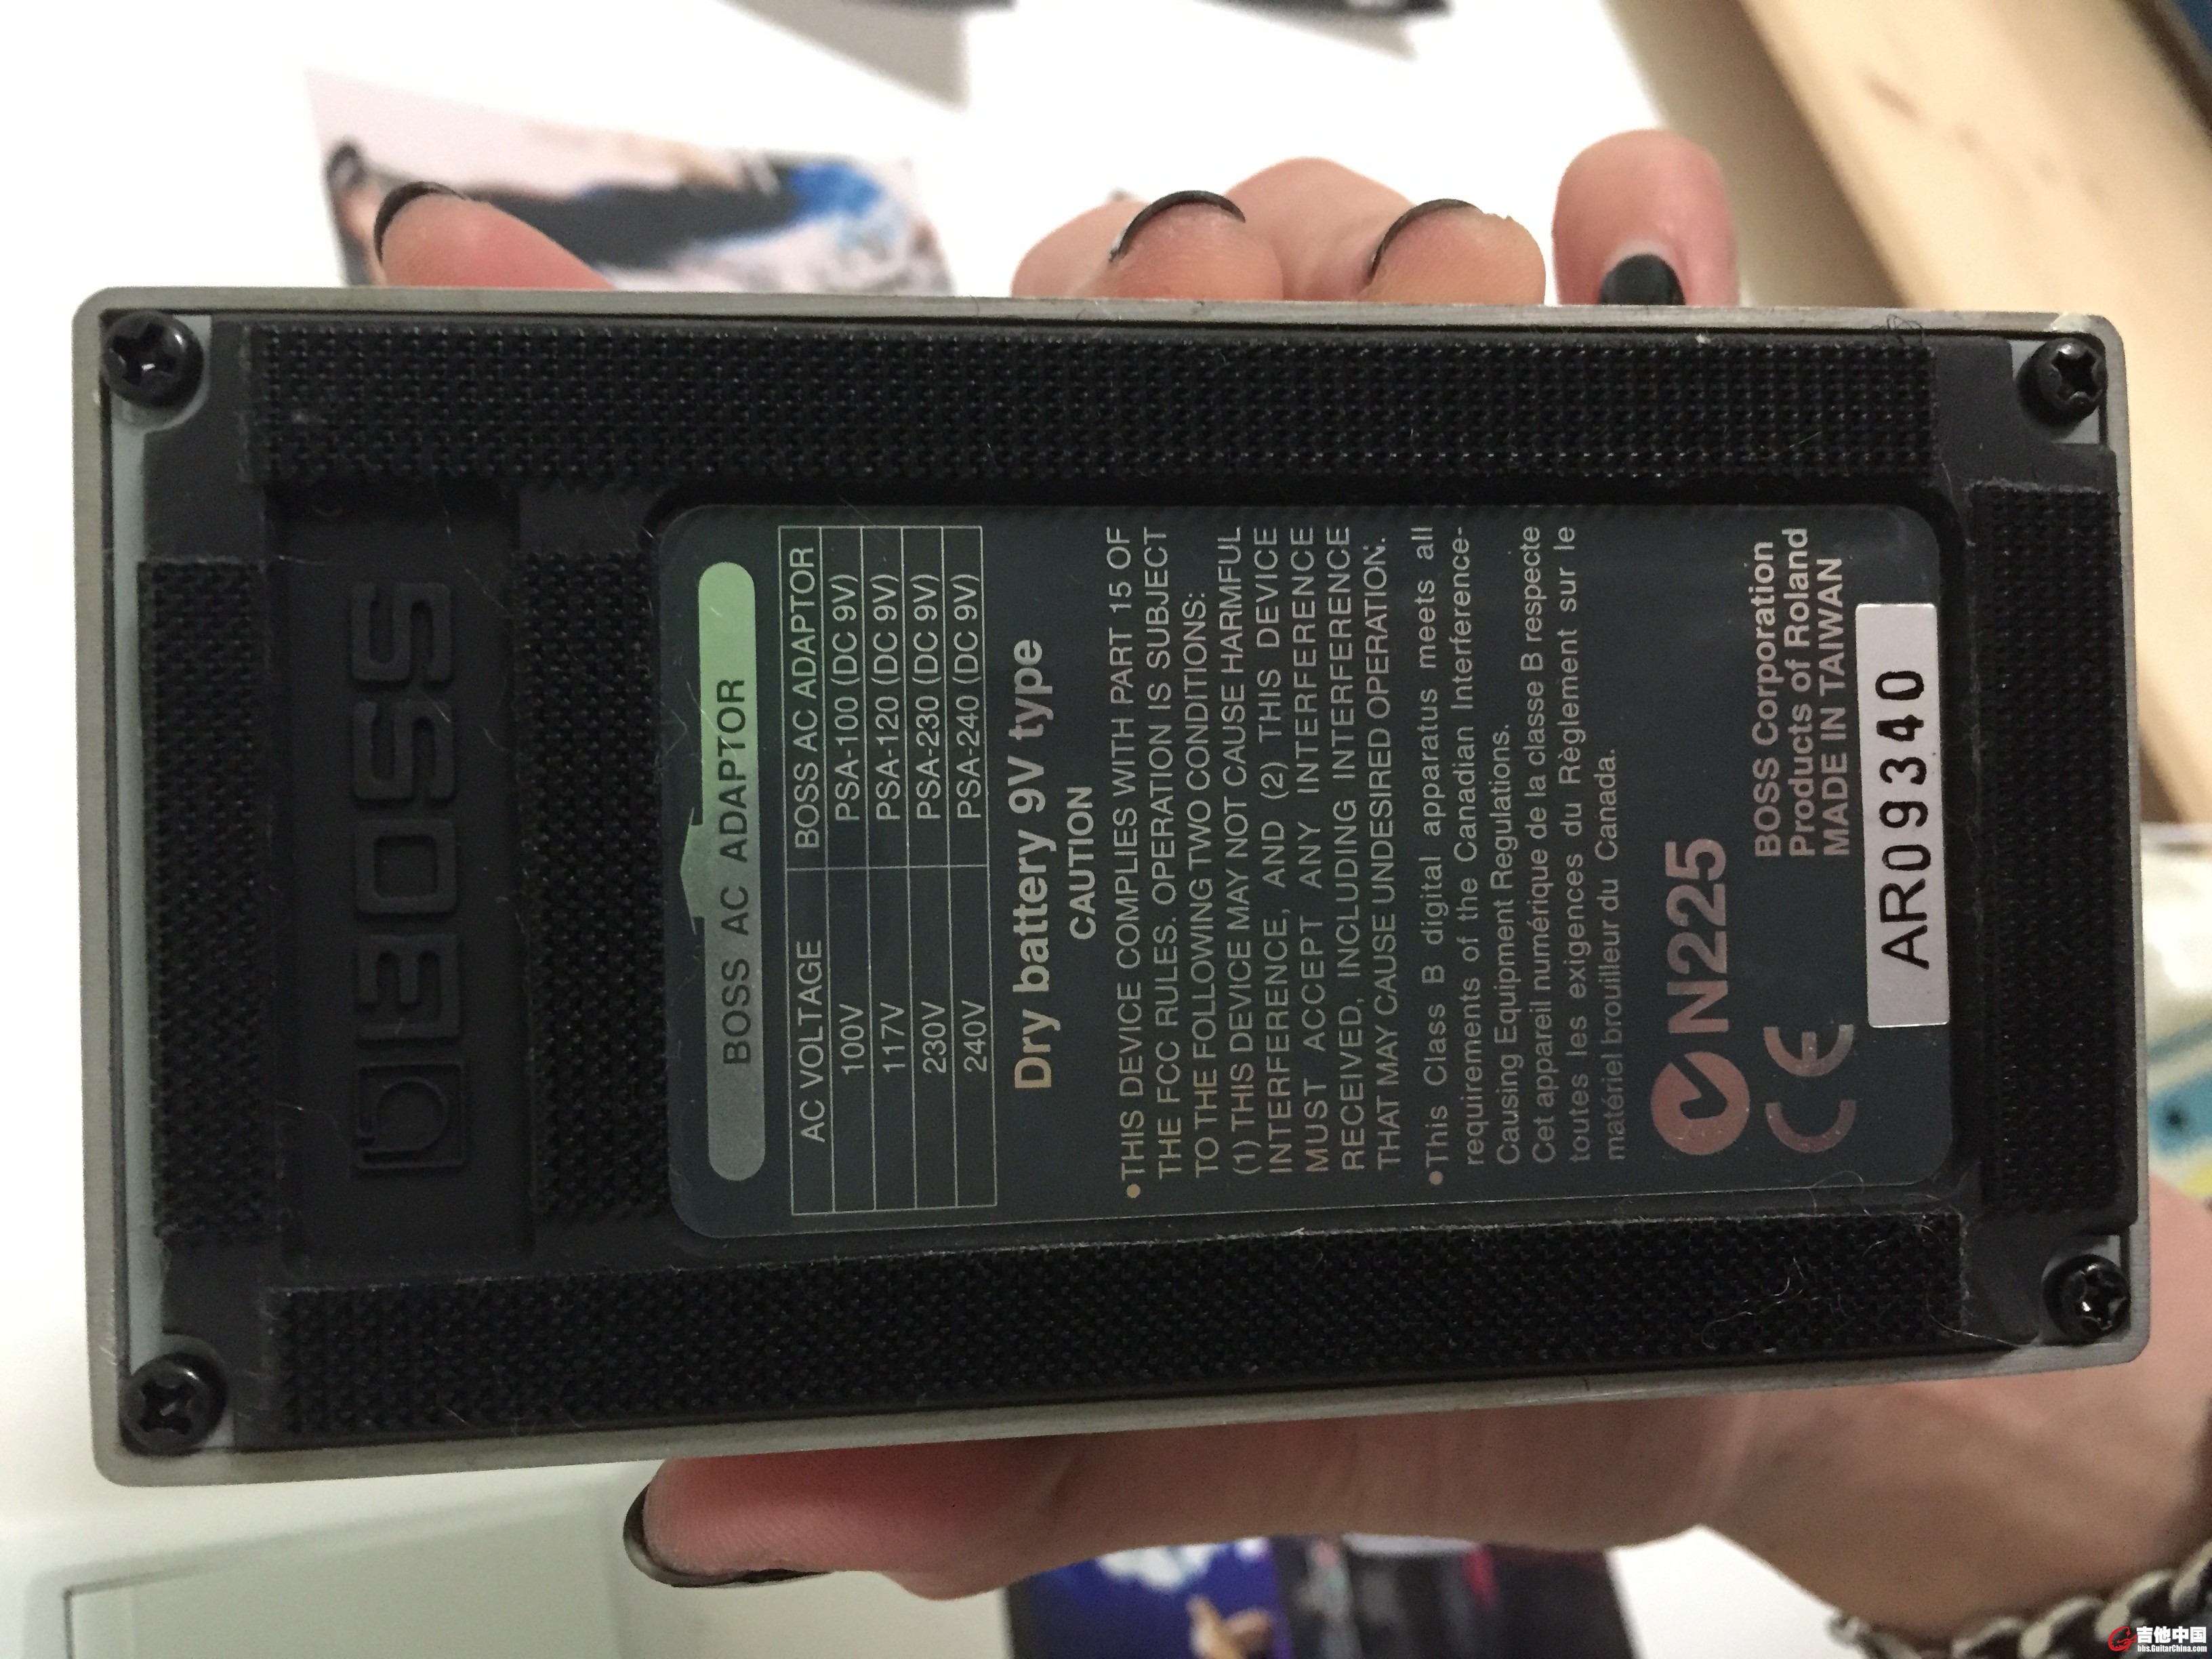 BOSS
BOSS AC ADAPTOR
AC VOLTAGE BOSS AC ADAPTOR
100V PSA-100 (DC 9V)
117V PSA-120 (DC 9V)
230V PSA-230 (DC 9V)
240V PSA-240 (DC 9V)
Dry battery 9V type
CAUTION
•THIS DEVICE COMPLIES WITH PART 15 OF
THE FCC RULES. OPERATION IS SUBJECT
TO THE FOLLOWING TWO CONDITIONS:
(1) THIS DEVICE MAY NOT CAUSE HARMFUL
INTERFERENCE, AND (2) THIS DEVICE
MUST ACCEPT ANY INTERFERENCE
RECEIVED, INCLUDING INTERFERENCE
THAT MAY CAUSE UNDESIRED OPERATION.
•This Class B digital apparatus meets all
requirements of the Canadian Interference-
Causing Equipment Regulations.
Cet appareil numérique de la classe B respecte
toutes les exigences du Règlement sur le
matériel brouilleur du Canada.
N225
CE
BOSS Corporation
Products of Roland
MADE IN TAIWAN
AR09340
吉他中国
bbs.GuitarChina.com